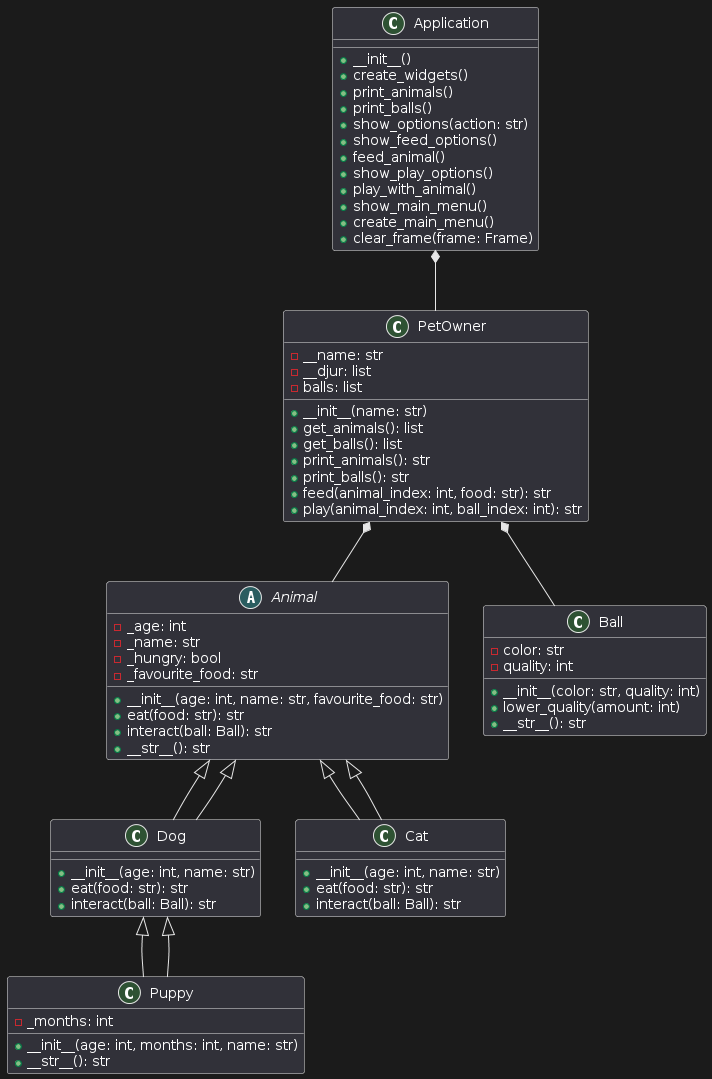 C Application
__init__()
create_widgets()
print_animals()
print_balls()
show_options(action: str)
show_feed_options()
feed_animal()
show_play_options()
play_with_animal()
show_main_menu()
create_main_menu()
clear_frame(frame: Frame)
C PetOwner
__name: str
__djur: list
balls: list
__init__(name: str)
get_animals(): list
get_balls(): list
print_animals(): str
print_balls(): str
feed(animal_index: int, food: str): str
play(animal_index: int, ball_index: int): str
A Animal
_age: int
_name: str
_hungry: bool
_favourite_food: str
__init__(age: int, name: str, favourite_food: str)
eat(food: str): str
interact(ball: Ball): str
__str__(): str
C Ball
color: str
quality: int
__init__(color: str, quality: int)
lower_quality(amount: int)
__str__(): str
C Dog
__init__(age: int, name: str)
eat(food: str): str
interact(ball: Ball): str
C Cat
__init__(age: int, name: str)
eat(food: str): str
interact(ball: Ball): str
C Puppy
_months: int
__init__(age: int, months: int, name: str)
__str__(): str